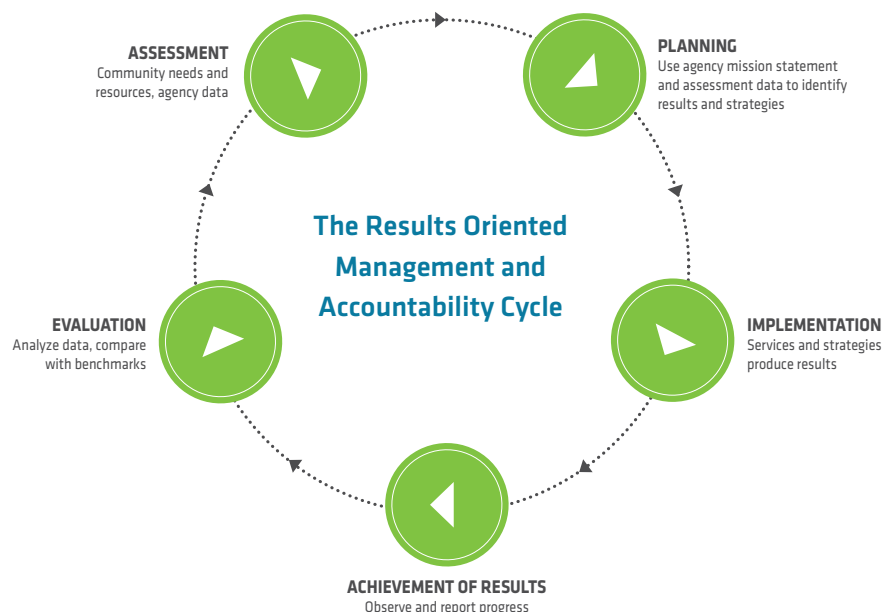 ASSESSMENT
Community needs and
resources, agency data
PLANNING
Use agency mission statement
and assessment data to identify
results and strategies
The Results Oriented
Management and
Accountability Cycle
EVALUATION
Analyze data, compare
with benchmarks
IMPLEMENTATION
Services and strategies
produce results
ACHIEVEMENT OF RESULTS
Observe and report progress